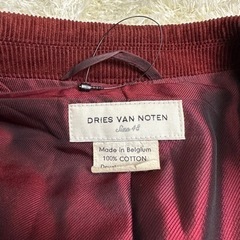 DRIES VAN NOTEN
Size 48
Made in Belgium
100% COTTON